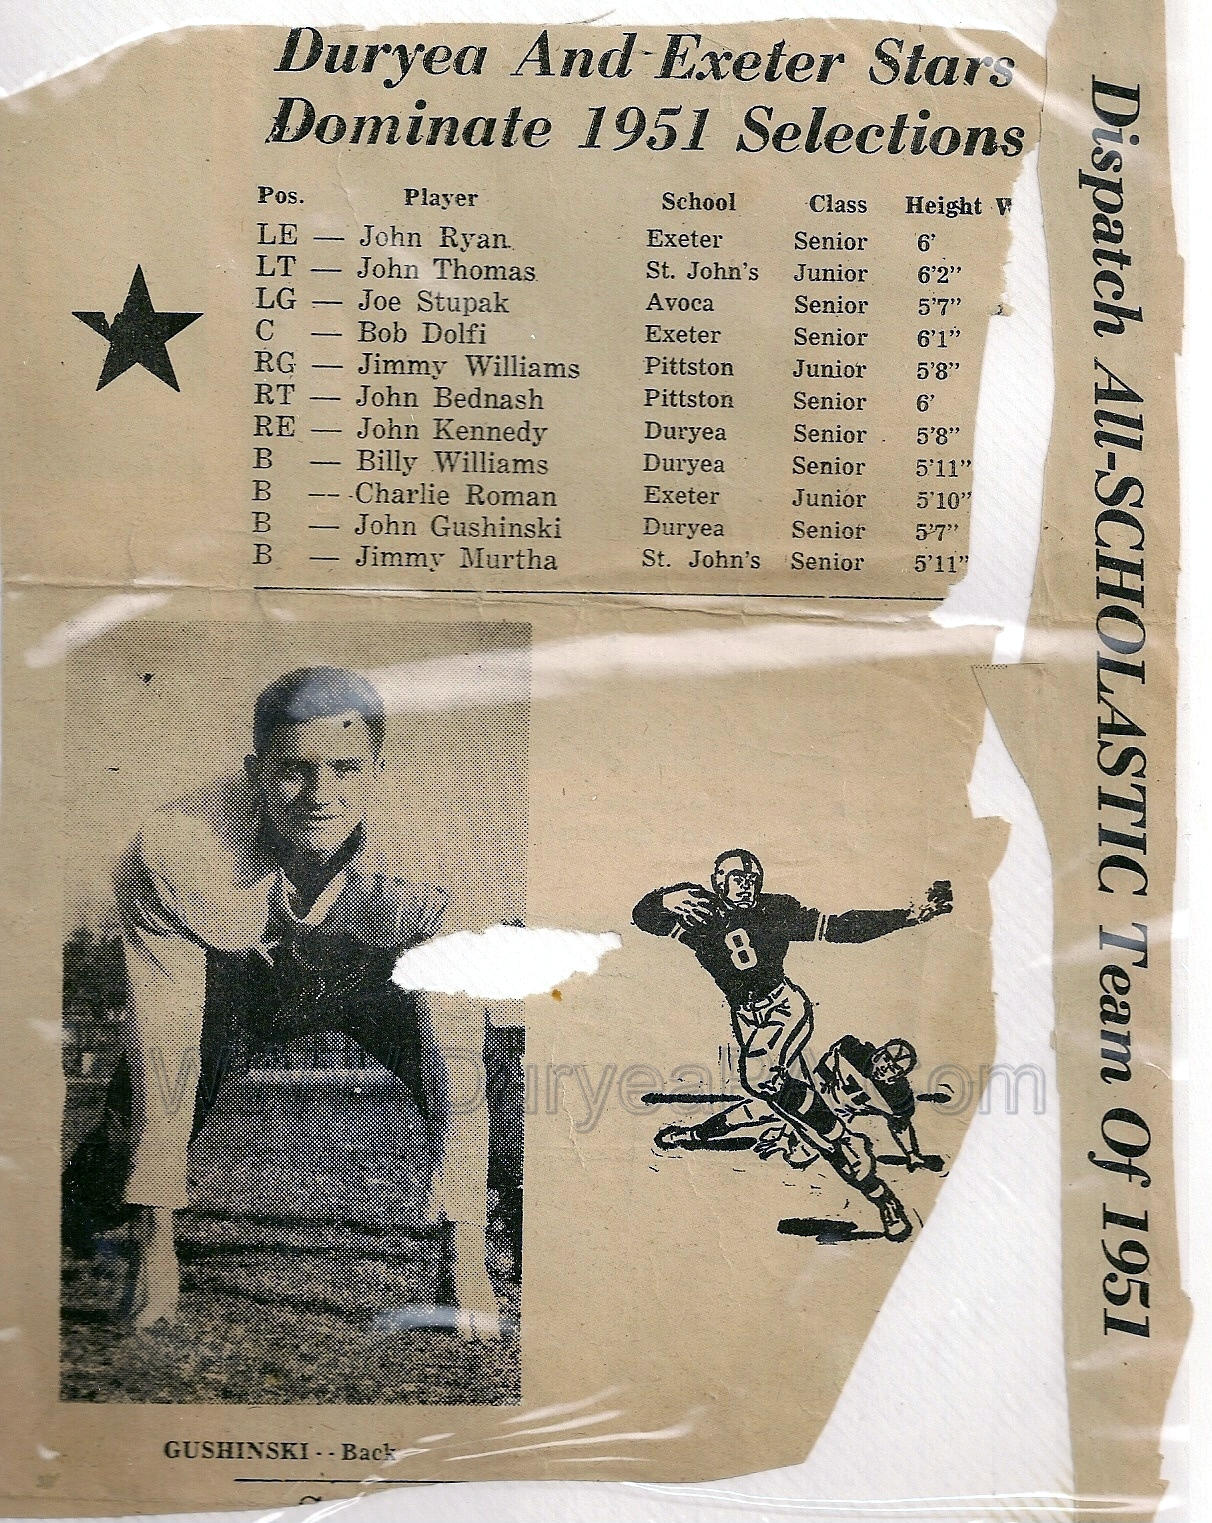 Duryea And Exeter Stars
Dominate 1951 Selections
Pos. Player School Class Height W
LE — John Ryan Exeter Senior 6'
LT — John Thomas St. John's Junior 6'2"
LG — Joe Stupak Avoca Senior 5'7"
C — Bob Dolfi Exeter Senior 6'1"
RG — Jimmy Williams Pittston Junior 5'8"
RT — John Bednash Pittston Senior 6'
RE — John Kennedy Duryea Senior 5'8"
B — Billy Williams Duryea Senior 5'11"
B -- Charlie Roman Exeter Junior 5'10"
B — John Gushinski Duryea Senior 5'7"
B — Jimmy Murtha St. John's Senior 5'11"
Dispatch All-SCHOLASTIC Team Of 1951
8
www.DuryeaPA.com
GUSHINSKI -- Back